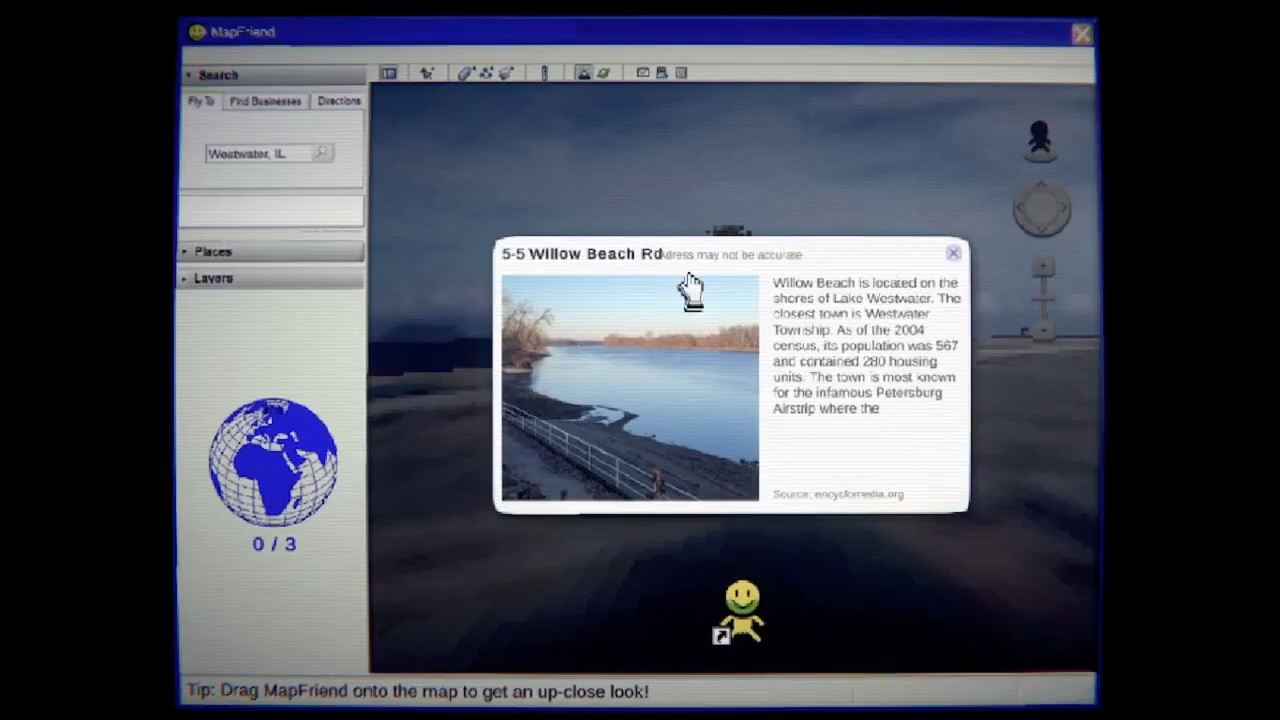 MapFriend
Search
Fly To
Find Businesses
Directions
Westwater, IL
Places
Layers
0 / 3
5-5 Willow Beach Rd
dress may not be accurate
Willow Beach is located on the
shores of Lake Westwater. The
closest town is Westwater
Township. As of the 2004
census, its population was 567
and contained 280 housing
units. The town is most known
for the infamous Petersburg
Airstrip where the
Source: encyclomedia.org
Tip: Drag MapFriend onto the map to get an up-close look!